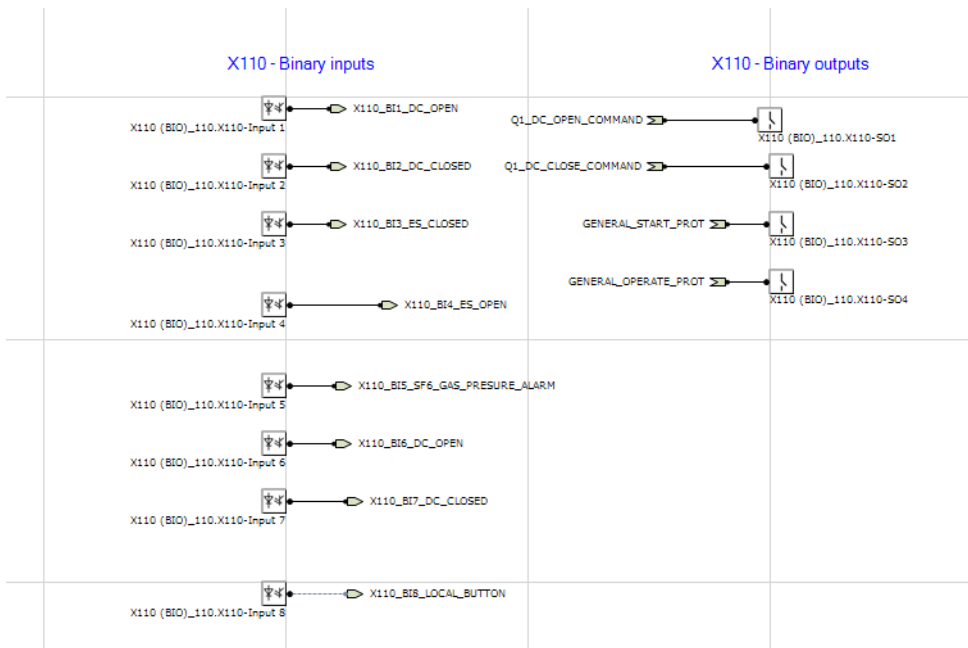 X110 - Binary inputs
X110_BI1_DC_OPEN
X110 (BIO)_110.X110-Input 1
X110_BI2_DC_CLOSED
X110 (BIO)_110.X110-Input 2
X110_BI3_ES_CLOSED
X110 (BIO)_110.X110-Input 3
X110_BI4_ES_OPEN
X110 (BIO)_110.X110-Input 4
X110_BI5_SF6_GAS_PRESURE_ALARM
X110 (BIO)_110.X110-Input 5
X110_BI6_DC_OPEN
X110 (BIO)_110.X110-Input 6
X110_BI7_DC_CLOSED
X110 (BIO)_110.X110-Input 7
X110_BI8_LOCAL_BUTTON
X110 (BIO)_110.X110-Input 8
X110 - Binary outputs
Q1_DC_OPEN_COMMAND
X110 (BIO)_110.X110-SO1
Q1_DC_CLOSE_COMMAND
X110 (BIO)_110.X110-SO2
GENERAL_START_PROT
X110 (BIO)_110.X110-SO3
GENERAL_OPERATE_PROT
X110 (BIO)_110.X110-SO4